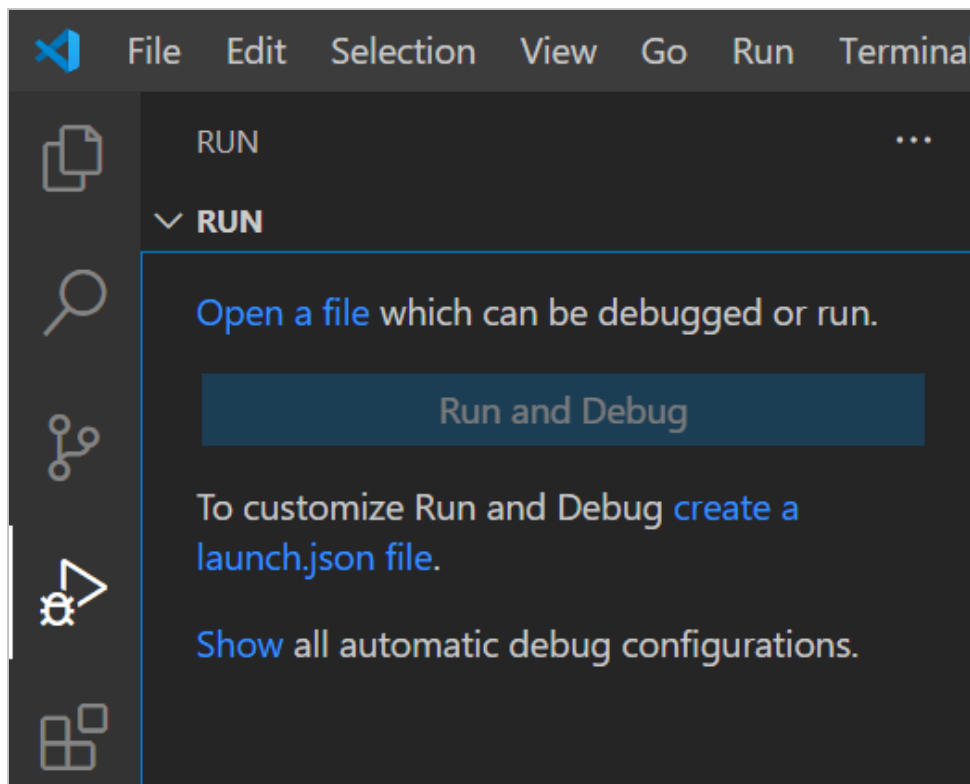 File Edit Selection View Go Run Terminal
RUN
RUN
Open a file which can be debugged or run.
Run and Debug
To customize Run and Debug create a
launch.json file.
Show all automatic debug configurations.